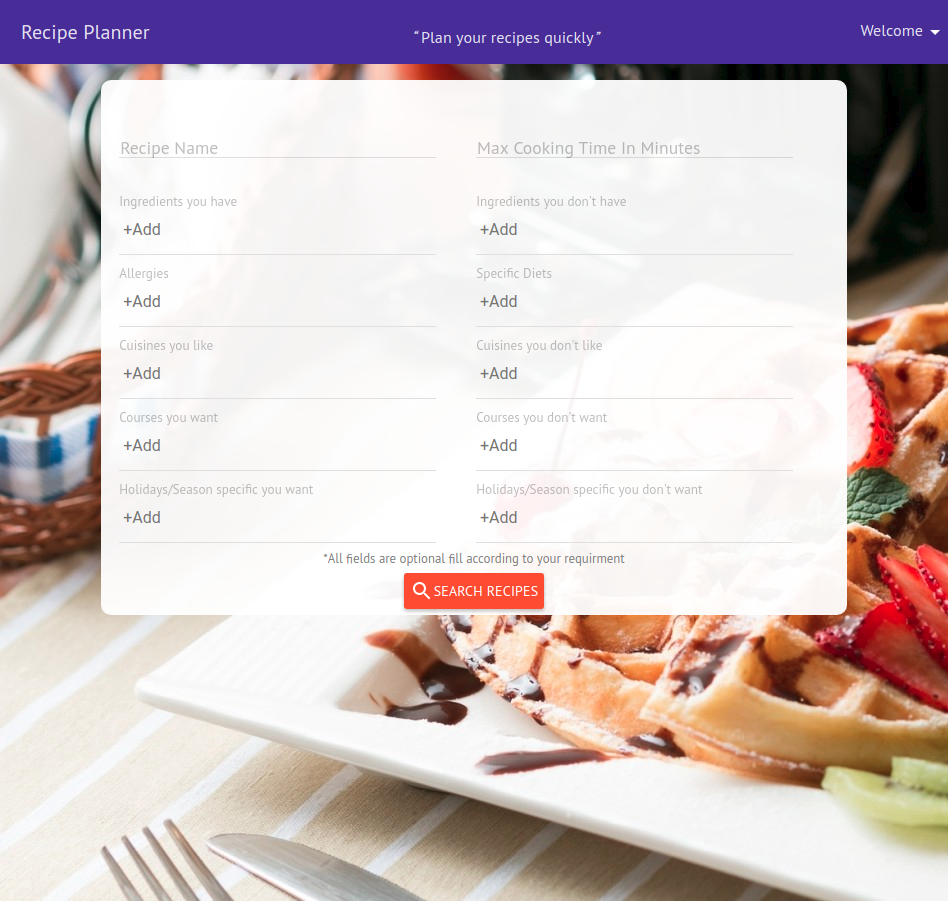 Recipe Planner
“ Plan your recipes quickly ”
Welcome
Recipe Name
Max Cooking Time In Minutes
Ingredients you have
Ingredients you don't have
+Add
+Add
Allergies
Specific Diets
+Add
+Add
Cuisines you like
Cuisines you don't like
+Add
+Add
Courses you want
Courses you don't want
+Add
+Add
Holidays/Season specific you want
Holidays/Season specific you don't want
+Add
+Add
*All fields are optional fill according to your requirment
SEARCH RECIPES